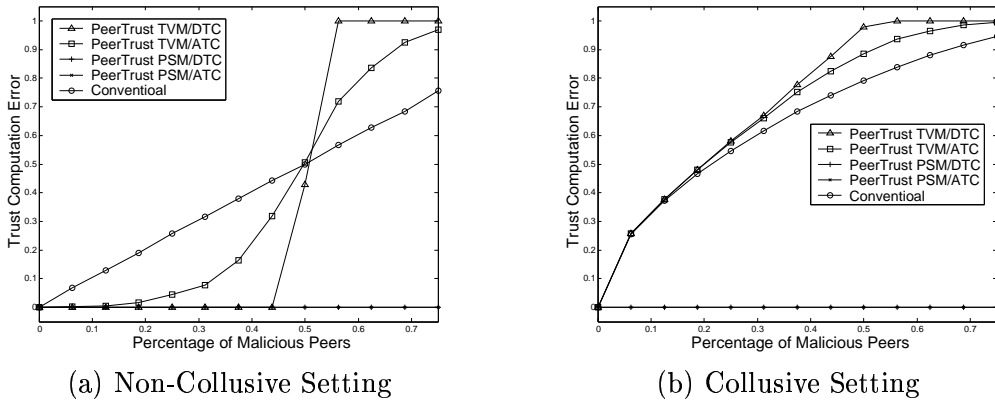 PeerTrust TVM/DTC
PeerTrust TVM/ATC
PeerTrust PSM/DTC
PeerTrust PSM/ATC
Conventioal
Trust Computation Error
1
0.9
0.8
0.7
0.6
0.5
0.4
0.3
0.2
0.1
0
0 0.1 0.2 0.3 0.4 0.5 0.6 0.7
Percentage of Malicious Peers
(a) Non-Collusive Setting
PeerTrust TVM/DTC
PeerTrust TVM/ATC
PeerTrust PSM/DTC
PeerTrust PSM/ATC
Conventioal
Trust Computation Error
1
0.9
0.8
0.7
0.6
0.5
0.4
0.3
0.2
0.1
0
0 0.1 0.2 0.3 0.4 0.5 0.6 0.7
Percentage of Malicious Peers
(b) Collusive Setting